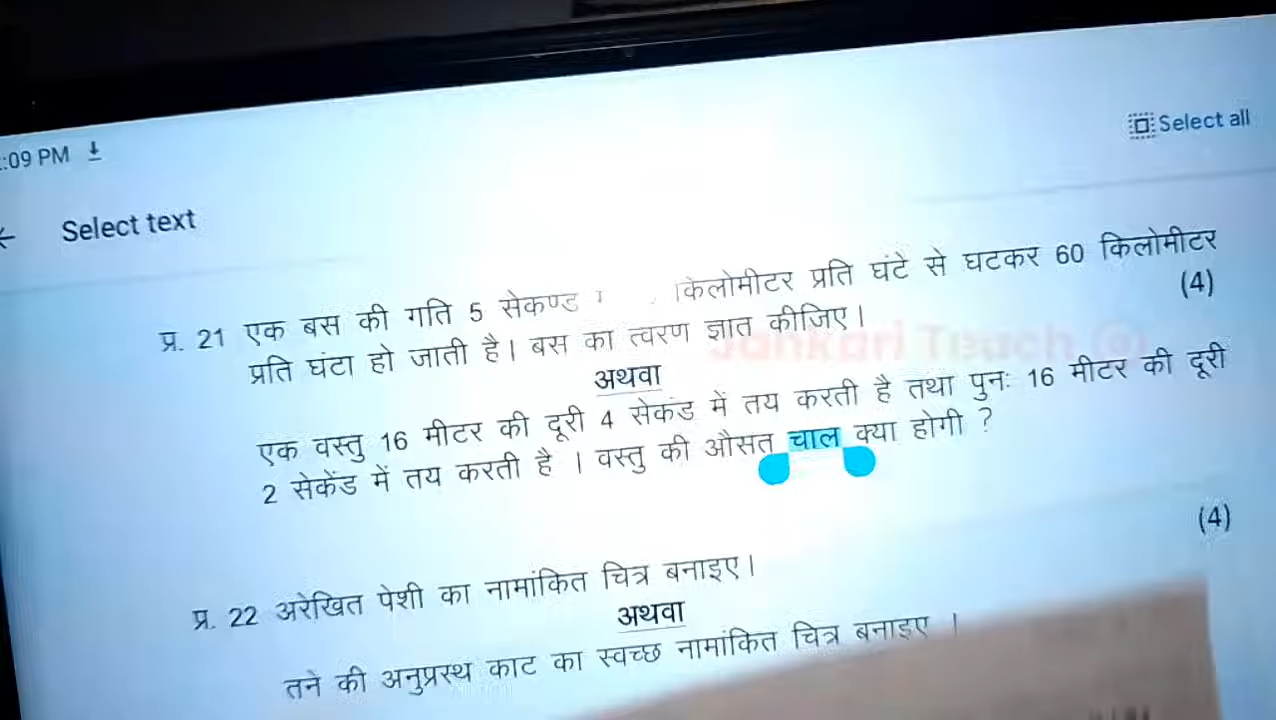 :09 PM
Select all
Select text
प्र. 21 एक बस की गति 5 सेकण्ड किलोमीटर प्रति घंटे से घटकर 60 किलोमीटर
प्रति घंटा हो जाती है। बस का त्वरण ज्ञात कीजिए। (4)
अथवा
एक वस्तु 16 मीटर की दूरी 4 सेकंड में तय करती है तथा पुनः 16 मीटर की दूरी
2 सेकेंड में तय करती है । वस्तु की औसत चाल क्या होगी ?
(4)
प्र. 22 अरेखित पेशी का नामांकित चित्र बनाइए।
अथवा
तने की अनुप्रस्थ काट का स्वच्छ नामांकित चित्र बनाइए ।